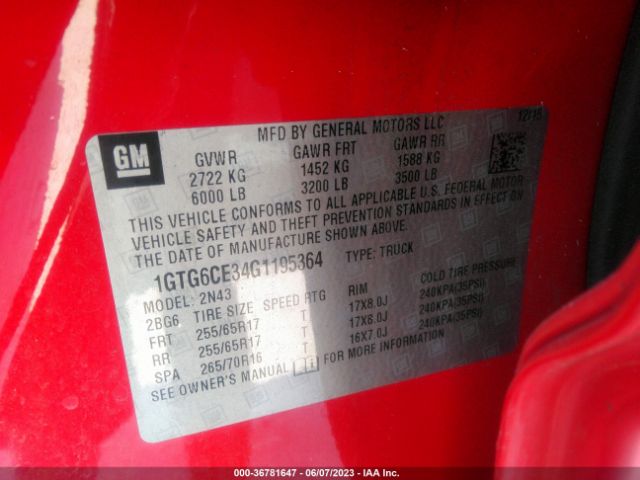 GM
MFD BY GENERAL MOTORS LLC 12/15
GVWR GAWR FRT GAWR RR
2722 KG 1452 KG 1588 KG
6000 LB 3200 LB 3500 LB
THIS VEHICLE CONFORMS TO ALL APPLICABLE U.S. FEDERAL MOTOR
VEHICLE SAFETY AND THEFT PREVENTION STANDARDS IN EFFECT ON
THE DATE OF MANUFACTURE SHOWN ABOVE.
1GTG6CE34G1195364 TYPE: TRUCK
MODEL: 2N43
2BG6 TIRE SIZE SPEED RTG RIM COLD TIRE PRESSURE
FRT 255/65R17 T 17X8.0J 240KPA(35PSI)
RR 255/65R17 T 17X8.0J 240KPA(35PSI)
SPA 265/70R16 T 16X7.0J 240KPA(35PSI)
SEE OWNER'S MANUAL FOR MORE INFORMATION.
000-36781647 - 06/07/2023 - IAA Inc.